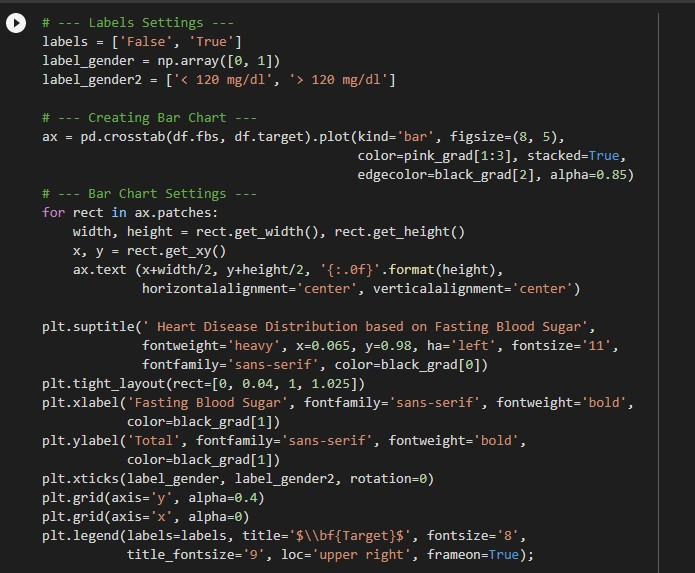 # --- Labels Settings ---
labels = ['False', 'True']
label_gender = np.array([0, 1])
label_gender2 = ['< 120 mg/dl', '> 120 mg/dl']

# --- Creating Bar Chart ---
ax = pd.crosstab(df.fbs, df.target).plot(kind='bar', figsize=(8, 5),
                                         color=pink_grad[1:3], stacked=True,
                                         edgecolor=black_grad[2], alpha=0.85)
# --- Bar Chart Settings ---
for rect in ax.patches:
    width, height = rect.get_width(), rect.get_height()
    x, y = rect.get_xy()
    ax.text (x+width/2, y+height/2, '{:.0f}'.format(height),
             horizontalalignment='center', verticalalignment='center')

plt.suptitle(' Heart Disease Distribution based on Fasting Blood Sugar',
             fontweight='heavy', x=0.065, y=0.98, ha='left', fontsize='11',
             fontfamily='sans-serif', color=black_grad[0])
plt.tight_layout(rect=[0, 0.04, 1, 1.025])
plt.xlabel('Fasting Blood Sugar', fontfamily='sans-serif', fontweight='bold',
           color=black_grad[1])
plt.ylabel('Total', fontfamily='sans-serif', fontweight='bold',
           color=black_grad[1])
plt.xticks(label_gender, label_gender2, rotation=0)
plt.grid(axis='y', alpha=0.4)
plt.grid(axis='x', alpha=0)
plt.legend(labels=labels, title='$\\bf{Target}$', fontsize='8',
           title_fontsize='9', loc='upper right', frameon=True);